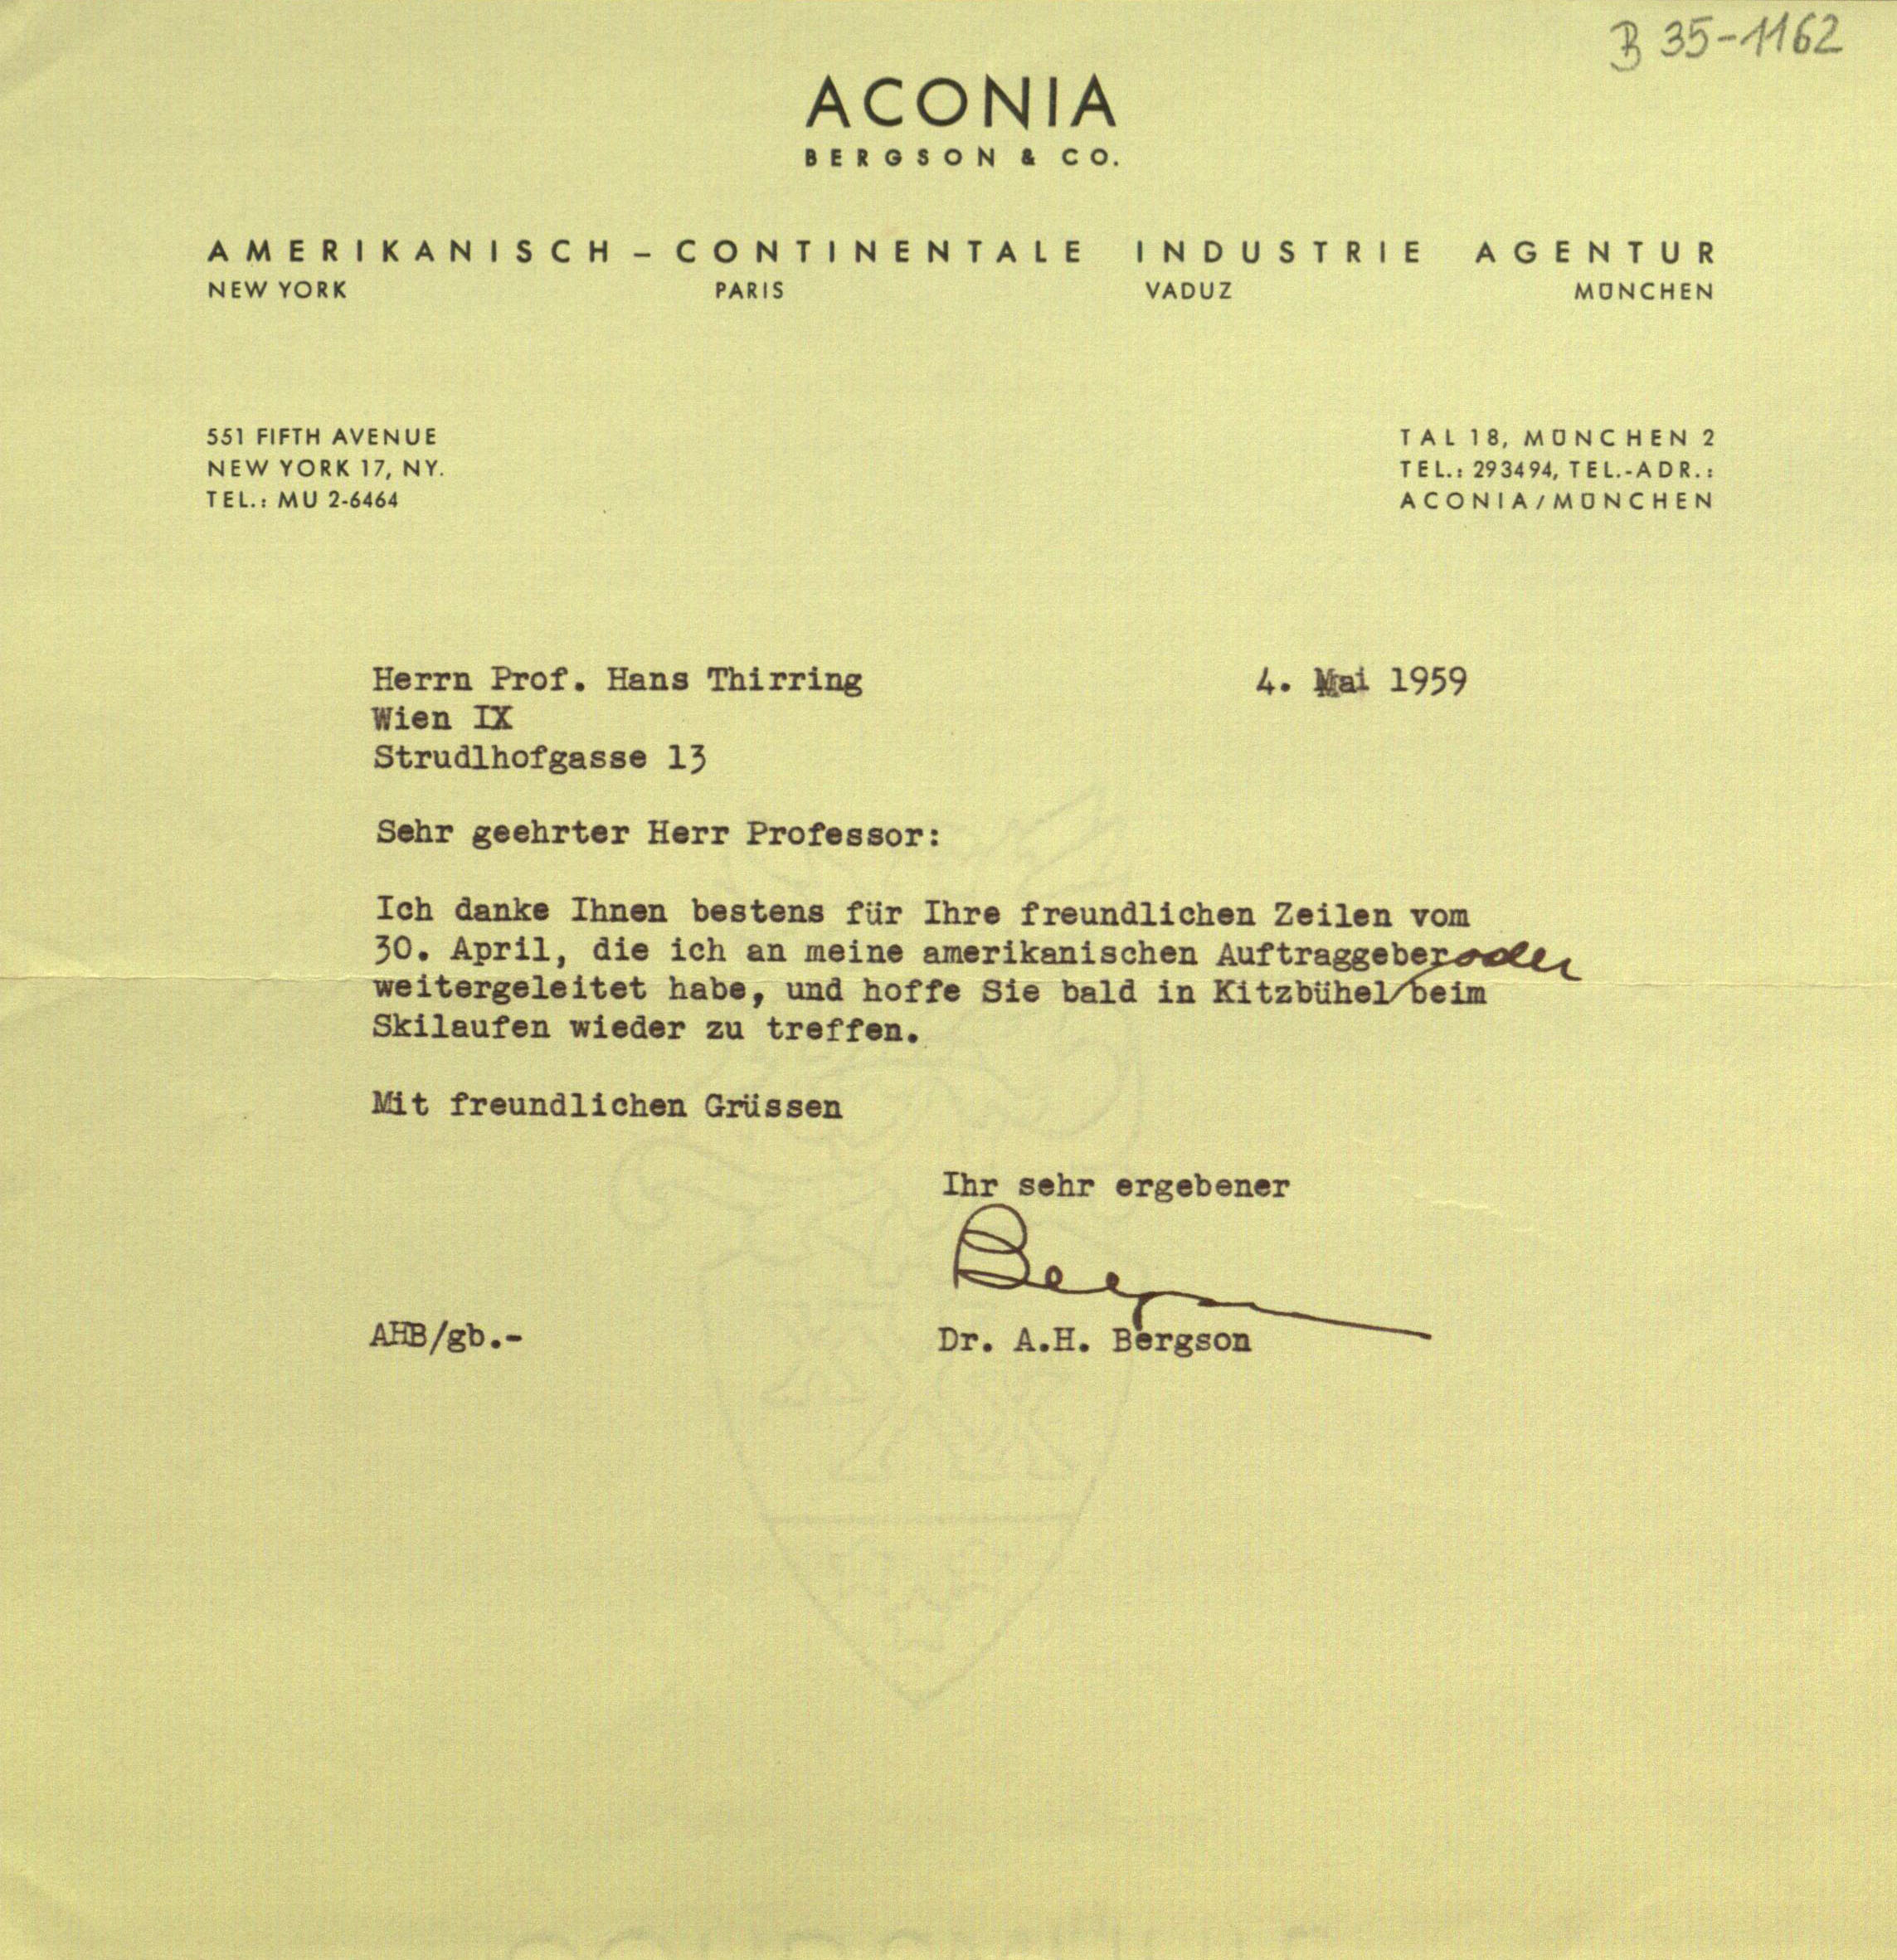 B 35-1162
ACONIA
BERGSON & CO.
AMERIKANISCH – CONTINENTALE INDUSTRIE AGENTUR
NEW YORK PARIS VADUZ MÜNCHEN
551 FIFTH AVENUE
NEW YORK 17, NY.
TEL.: MU 2-6464
TAL 18, MÜNCHEN 2
TEL.: 293494, TEL.-ADR.:
ACONIA/MÜNCHEN
Herrn Prof. Hans Thirring 4. Mai 1959
Wien IX
Strudlhofgasse 13
Sehr geehrter Herr Professor:
Ich danke Ihnen bestens für Ihre freundlichen Zeilen vom
30. April, die ich an meine amerikanischen Auftraggeber
weitergeleitet habe, und hoffe Sie bald in Kitzbühel oder beim
Skilaufen wieder zu treffen.
Mit freundlichen Grüssen
Ihr sehr ergebener
Bergson
AHB/gb.- Dr. A.H. Bergson